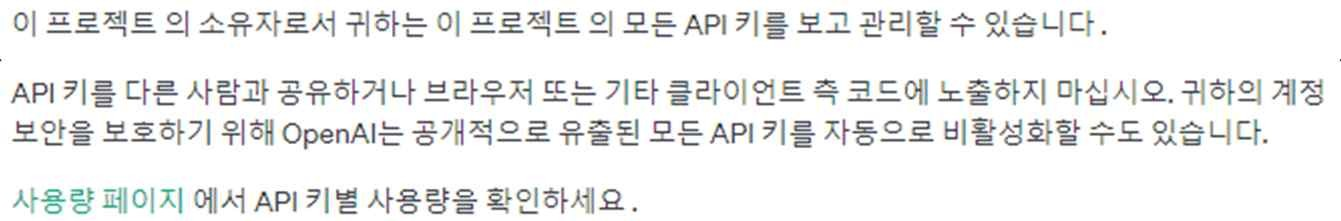 이 프로젝트 의 소유자로서 귀하는 이 프로젝트 의 모든 API 키를 보고 관리할 수 있습니다 .
API 키를 다른 사람과 공유하거나 브라우저 또는 기타 클라이언트 측 코드에 노출하지 마십시오. 귀하의 계정
보안을 보호하기 위해 OpenAI는 공개적으로 유출된 모든 API 키를 자동으로 비활성화할 수도 있습니다.
사용량 페이지 에서 API 키별 사용량을 확인하세요 .